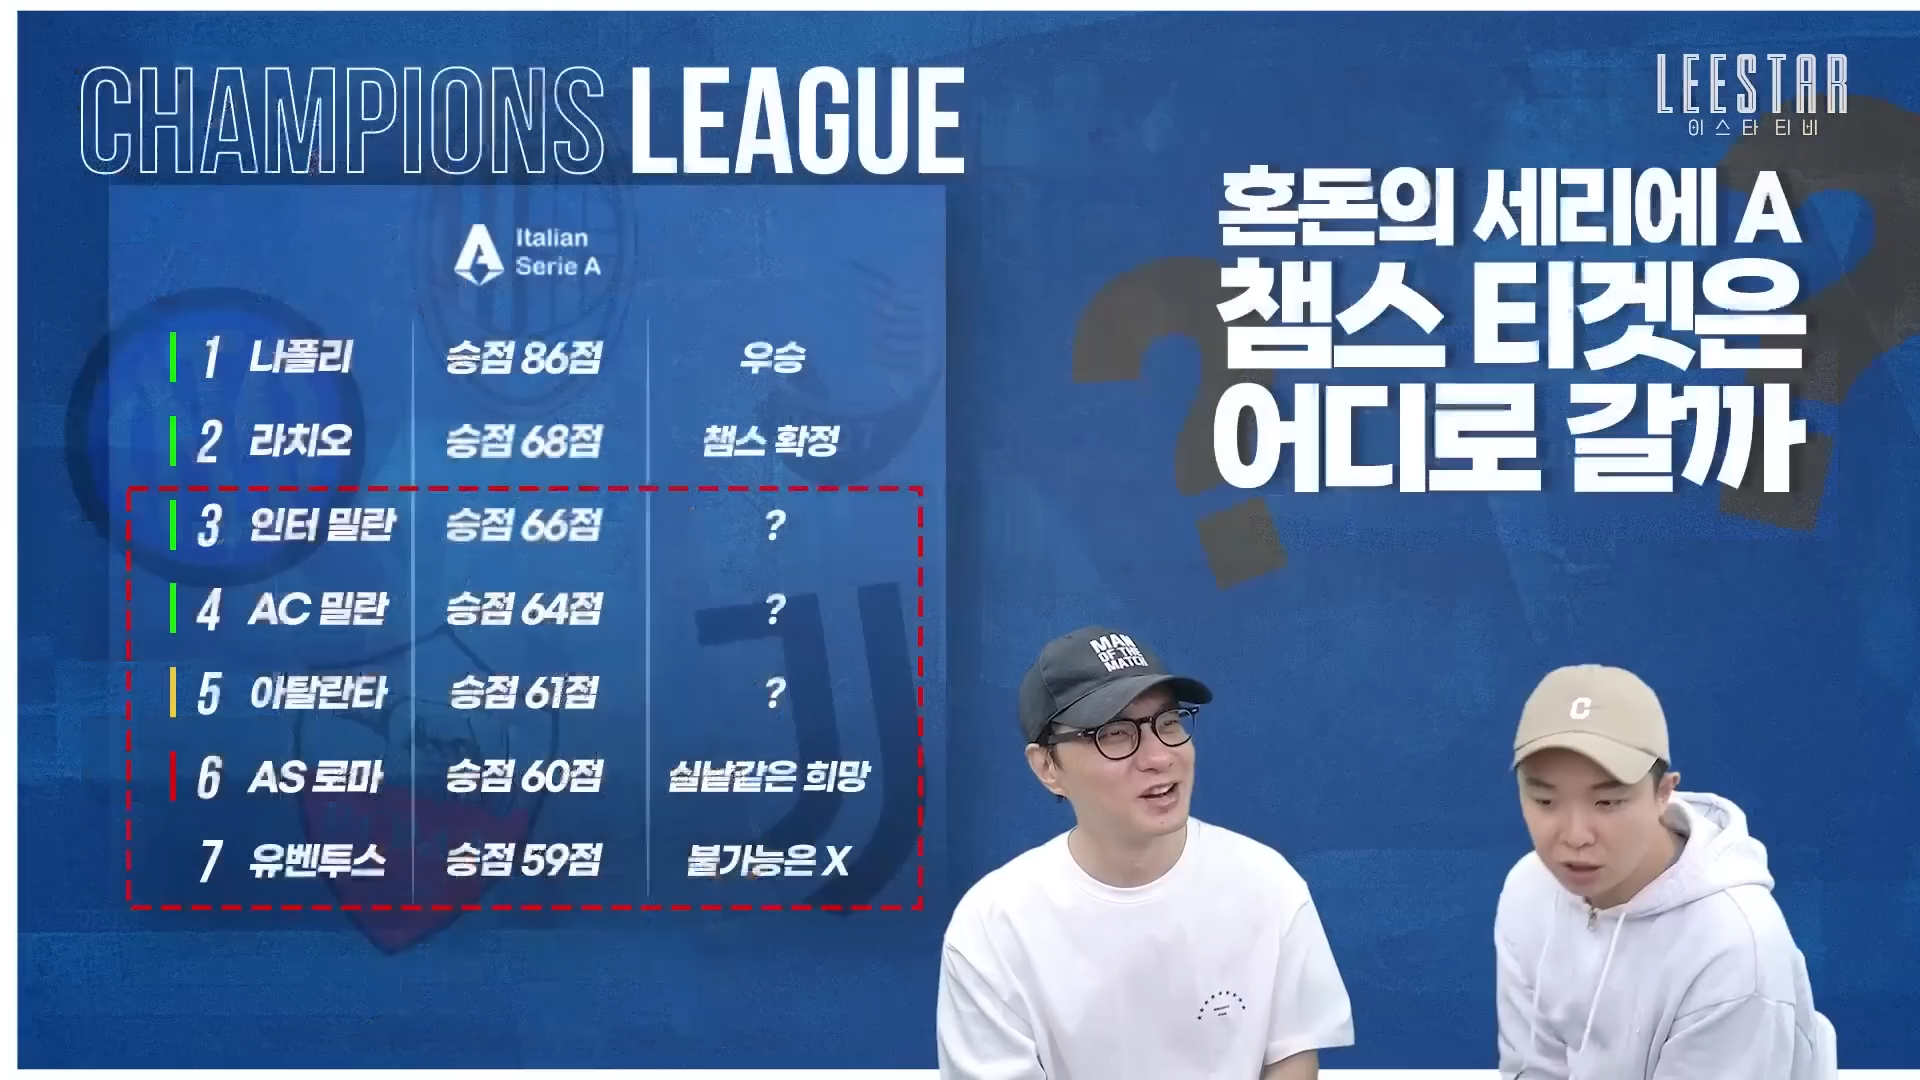 CHAMPIONS LEAGUE
LEESTAR
이스타티비
혼돈의 세리에 A
챔스 티켓은
어디로 갈까
Italian
Serie A
1 나폴리 승점 86점 우승
2 라치오 승점 68점 챔스 확정
3 인터 밀란 승점 66점 ?
4 AC 밀란 승점 64점 ?
5 아탈란타 승점 61점 ?
6 AS 로마 승점 60점 실낱같은 희망
7 유벤투스 승점 59점 불가능은 X
MAN
OF THE
MATCH
C